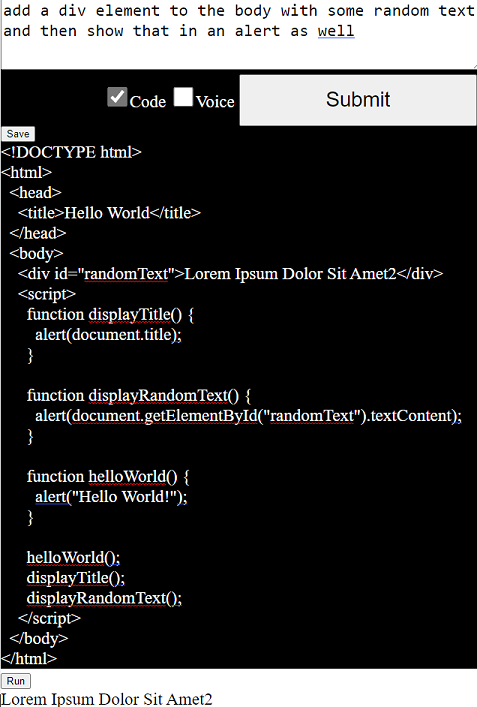 add a div element to the body with some random text
and then show that in an alert as well
Code Voice Submit
Save
<!DOCTYPE html>
<html>
<head>
<title>Hello World</title>
</head>
<body>
<div id="randomText">Lorem Ipsum Dolor Sit Amet2</div>
<script>
function displayTitle() {
alert(document.title);
}
function displayRandomText() {
alert(document.getElementById("randomText").textContent);
}
function helloWorld() {
alert("Hello World!");
}
helloWorld();
displayTitle();
displayRandomText();
</script>
</body>
</html>
Run
Lorem Ipsum Dolor Sit Amet2